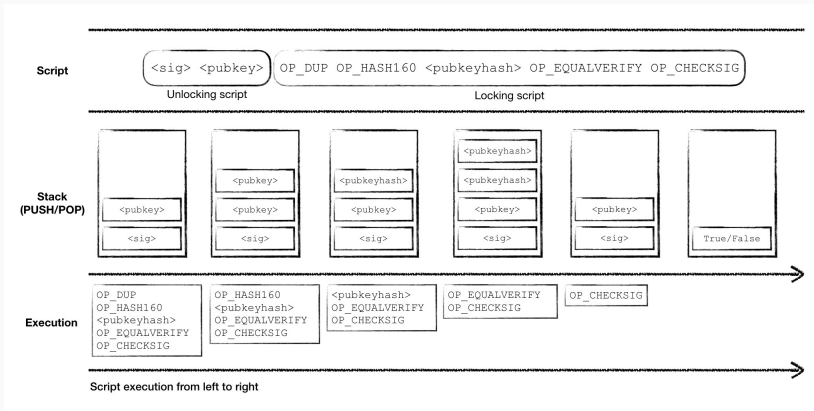 Script
<sig> <pubkey>
OP_DUP OP_HASH160 <pubkeyhash> OP_EQUALVERIFY OP_CHECKSIG
Unlocking script
Locking script
Stack
(PUSH/POP)
<pubkey>
<sig>
<pubkey>
<pubkey>
<sig>
<pubkeyhash>
<pubkey>
<sig>
<pubkeyhash>
<pubkeyhash>
<pubkey>
<sig>
<pubkey>
<sig>
True/False
Execution
OP_DUP
OP_HASH160
<pubkeyhash>
OP_EQUALVERIFY
OP_CHECKSIG
OP_HASH160
<pubkeyhash>
OP_EQUALVERIFY
OP_CHECKSIG
<pubkeyhash>
OP_EQUALVERIFY
OP_CHECKSIG
OP_EQUALVERIFY
OP_CHECKSIG
OP_CHECKSIG
Script execution from left to right